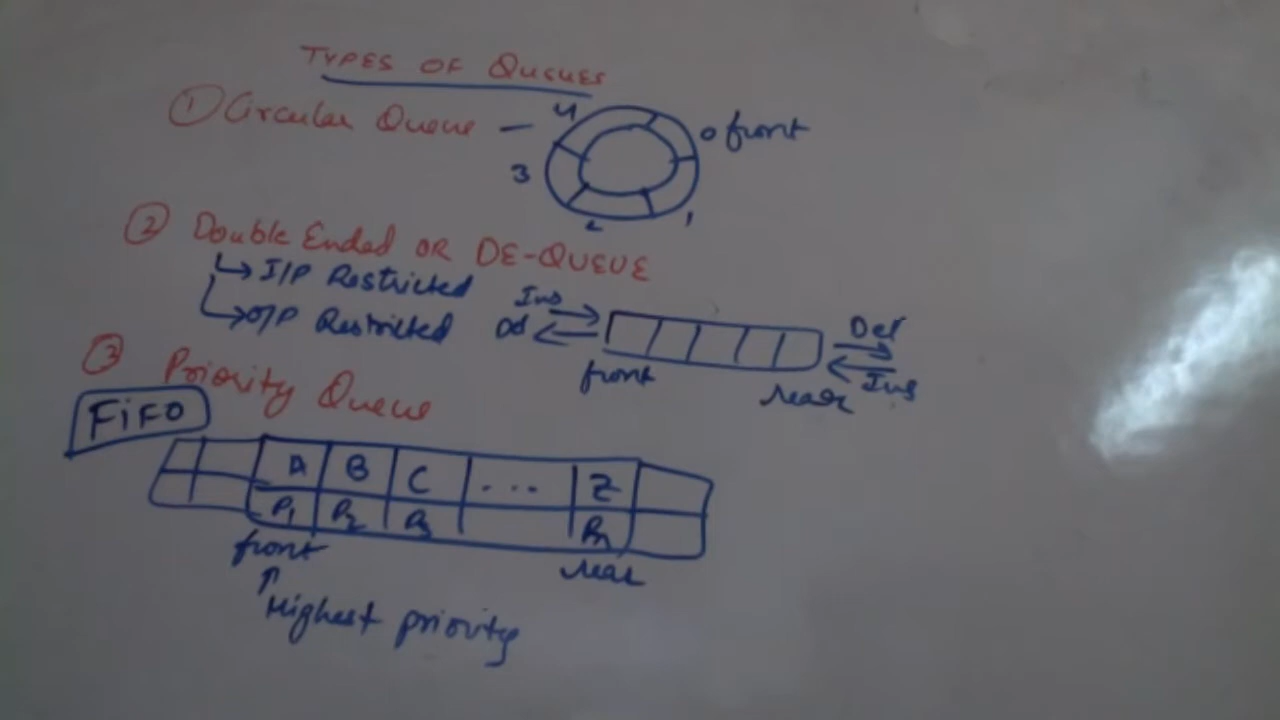 TYPES OF QUEUES
① Circular Queue –
4
0 front
3
2
1
② Double Ended OR DE-QUEUE
↳ I/P Restricted
↳ O/P Restricted
Ins →
Del ←
Del →
← Ins
front
rear
③ Priority Queue
FIFO
A B C ... Z
P1 P2 P3 Pn
front
rear
↑
Highest priority